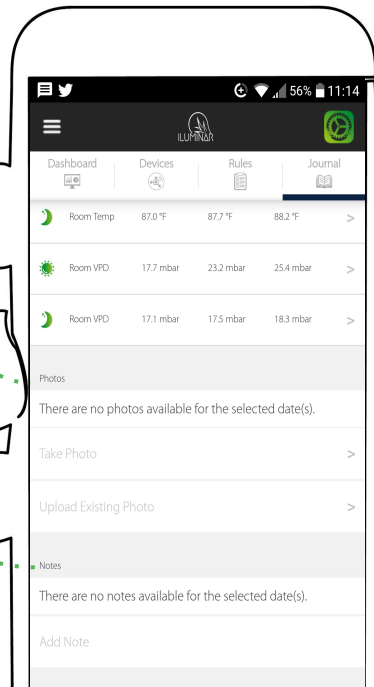 56% 11:14
ILUMINAR
Dashboard Devices Rules Journal
Room Temp 87.0 °F 87.7 °F 88.2 °F >
Room VPD 17.7 mbar 23.2 mbar 25.4 mbar >
Room VPD 17.1 mbar 17.5 mbar 18.3 mbar >
Photos
There are no photos available for the selected date(s).
Take Photo >
Upload Existing Photo >
Notes
There are no notes available for the selected date(s).
Add Note